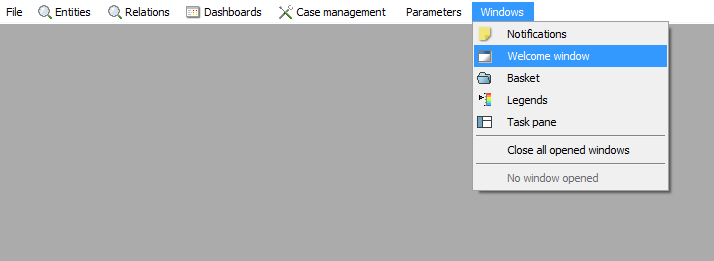 File Entities Relations Dashboards Case management Parameters Windows
Notifications
Welcome window
Basket
Legends
Task pane
Close all opened windows
No window opened